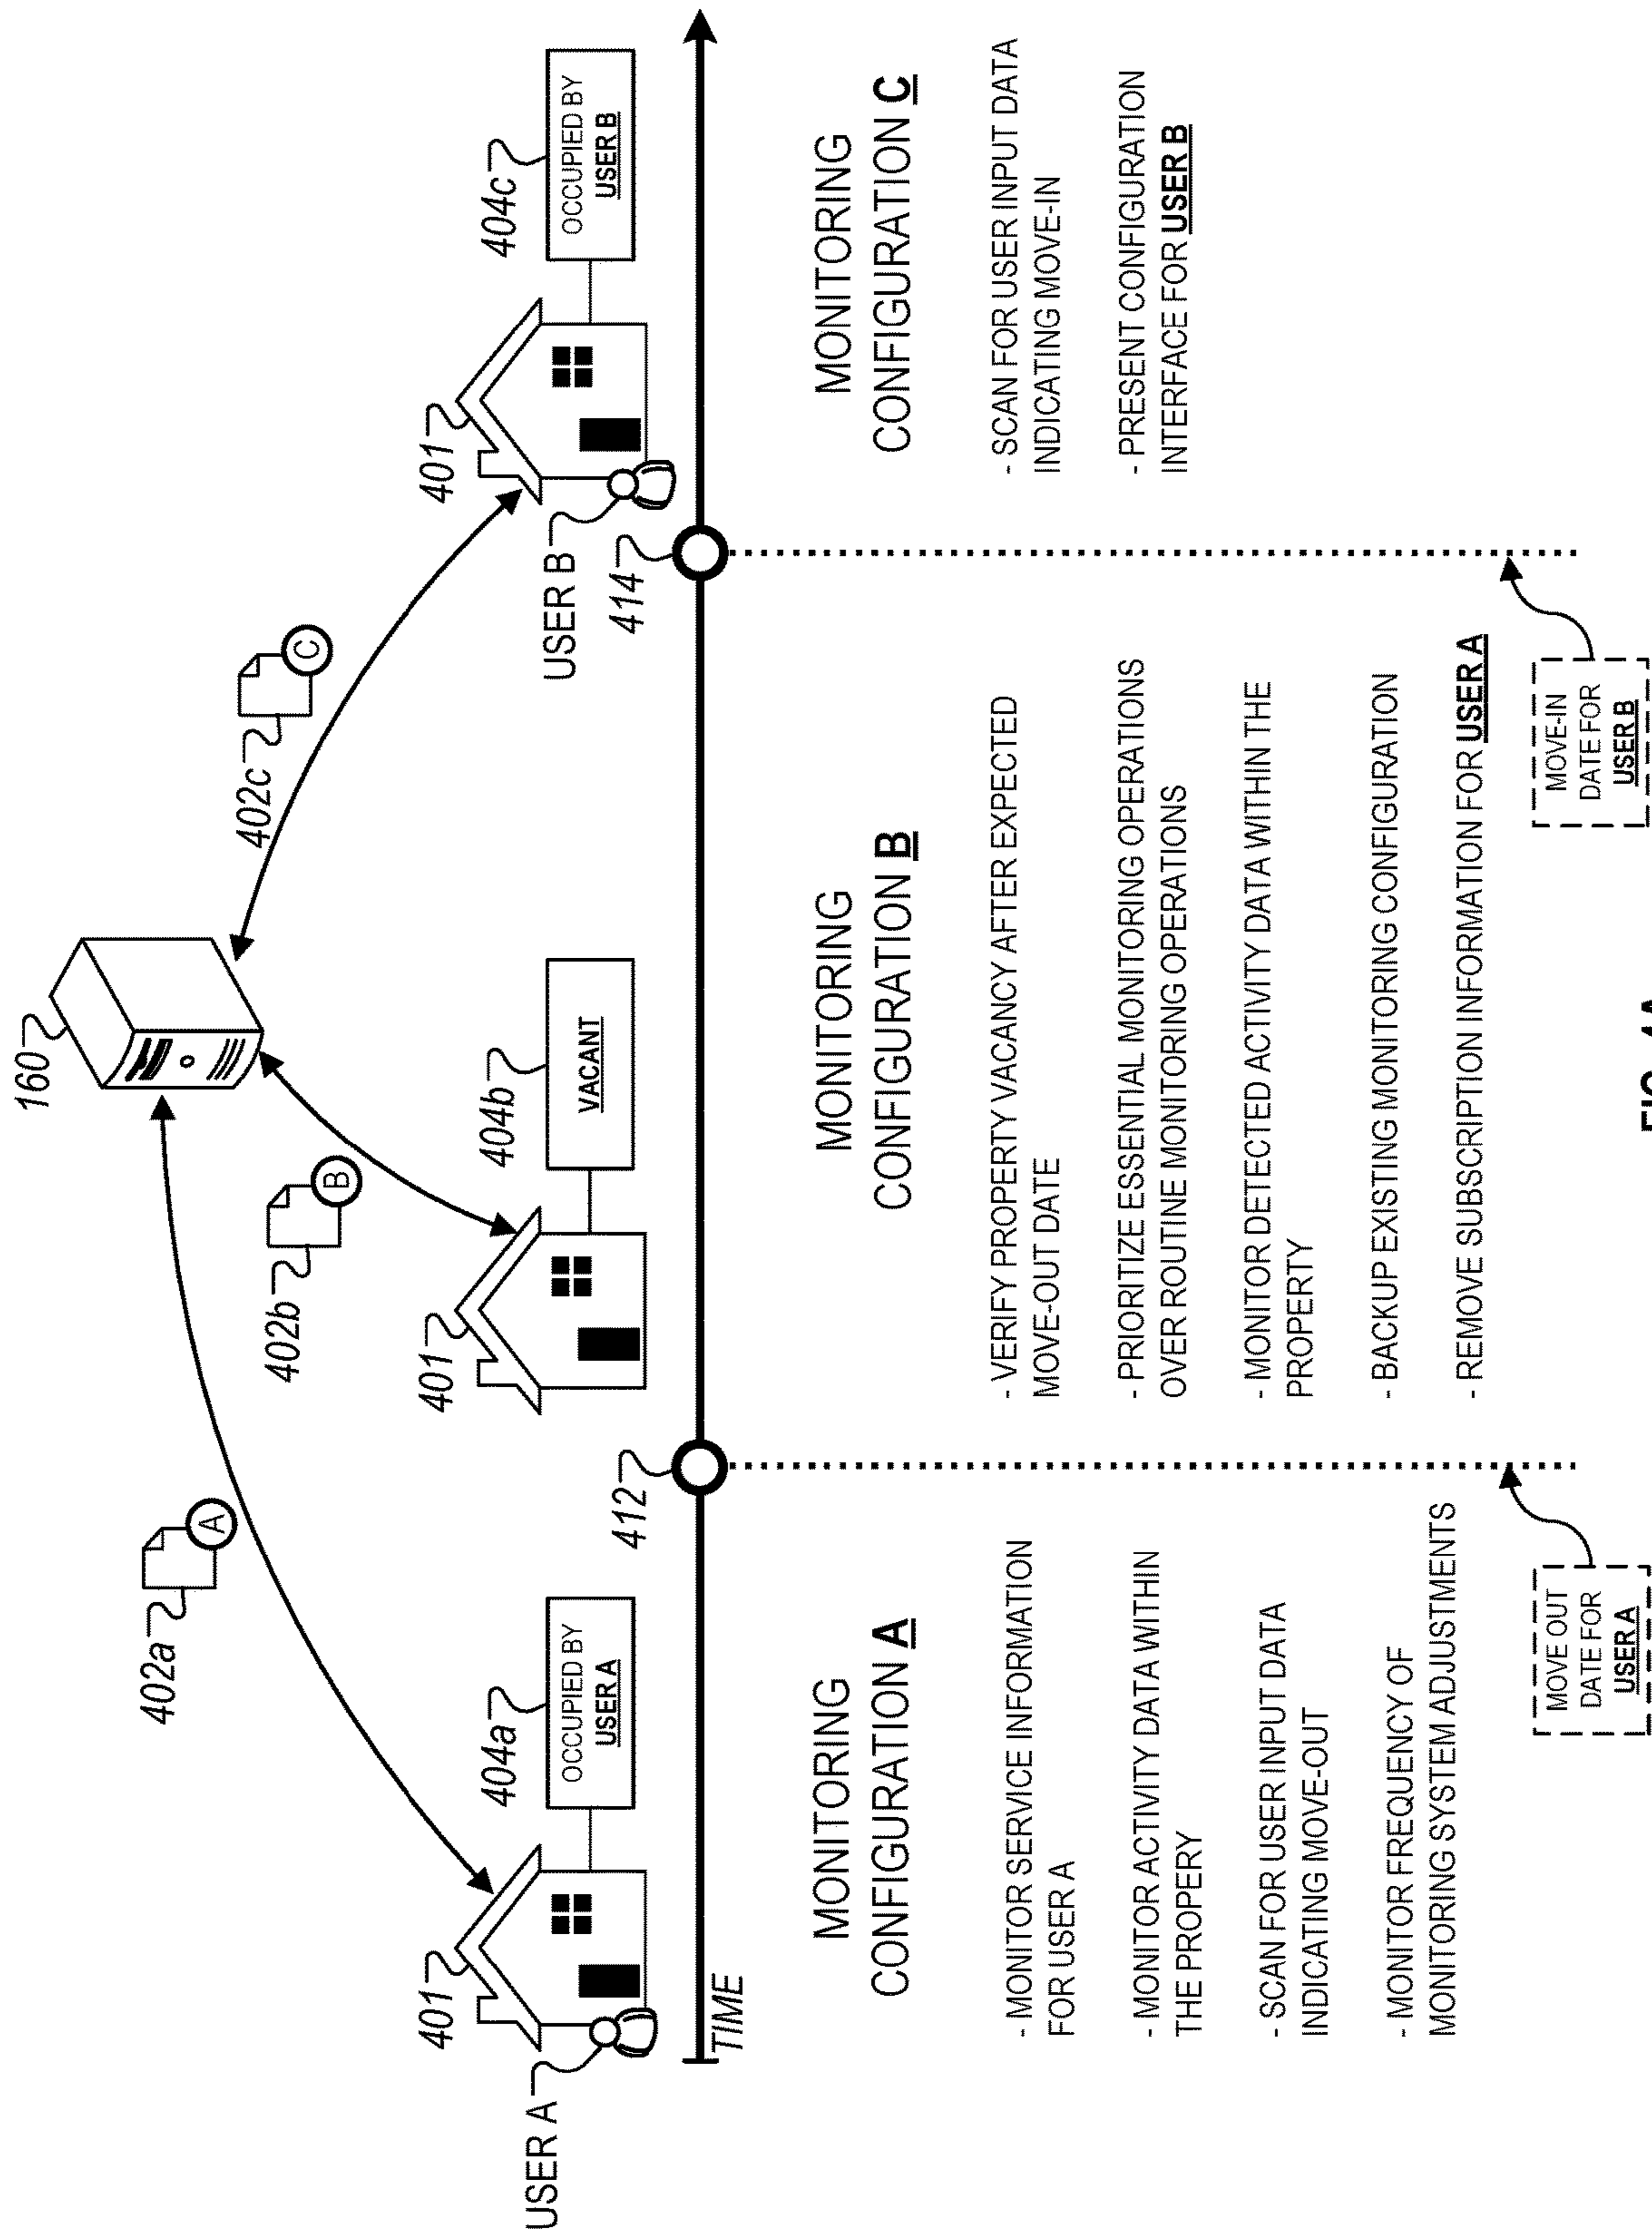 160
402a
A
402b
B
402c
C
401
404a
OCCUPIED BY
USER A
USER A
401
404b
VACANT
401
404c
OCCUPIED BY
USER B
USER B
412
414
TIME
MONITORING
CONFIGURATION A
- MONITOR SERVICE INFORMATION
FOR USER A
- MONITOR ACTIVITY DATA WITHIN
THE PROPERY
- SCAN FOR USER INPUT DATA
INDICATING MOVE-OUT
- MONITOR FREQUENCY OF
MONITORING SYSTEM ADJUSTMENTS
MOVE OUT
DATE FOR
USER A
MONITORING
CONFIGURATION B
- VERIFY PROPERTY VACANCY AFTER EXPECTED
MOVE-OUT DATE
- PRIORITIZE ESSENTIAL MONITORING OPERATIONS
OVER ROUTINE MONITORING OPERATIONS
- MONITOR DETECTED ACTIVITY DATA WITHIN THE
PROPERTY
- BACKUP EXISTING MONITORING CONFIGURATION
- REMOVE SUBSCRIPTION INFORMATION FOR USER A
MOVE-IN
DATE FOR
USER B
MONITORING
CONFIGURATION C
- SCAN FOR USER INPUT DATA
INDICATING MOVE-IN
- PRESENT CONFIGURATION
INTERFACE FOR USER B
FIG. 4A